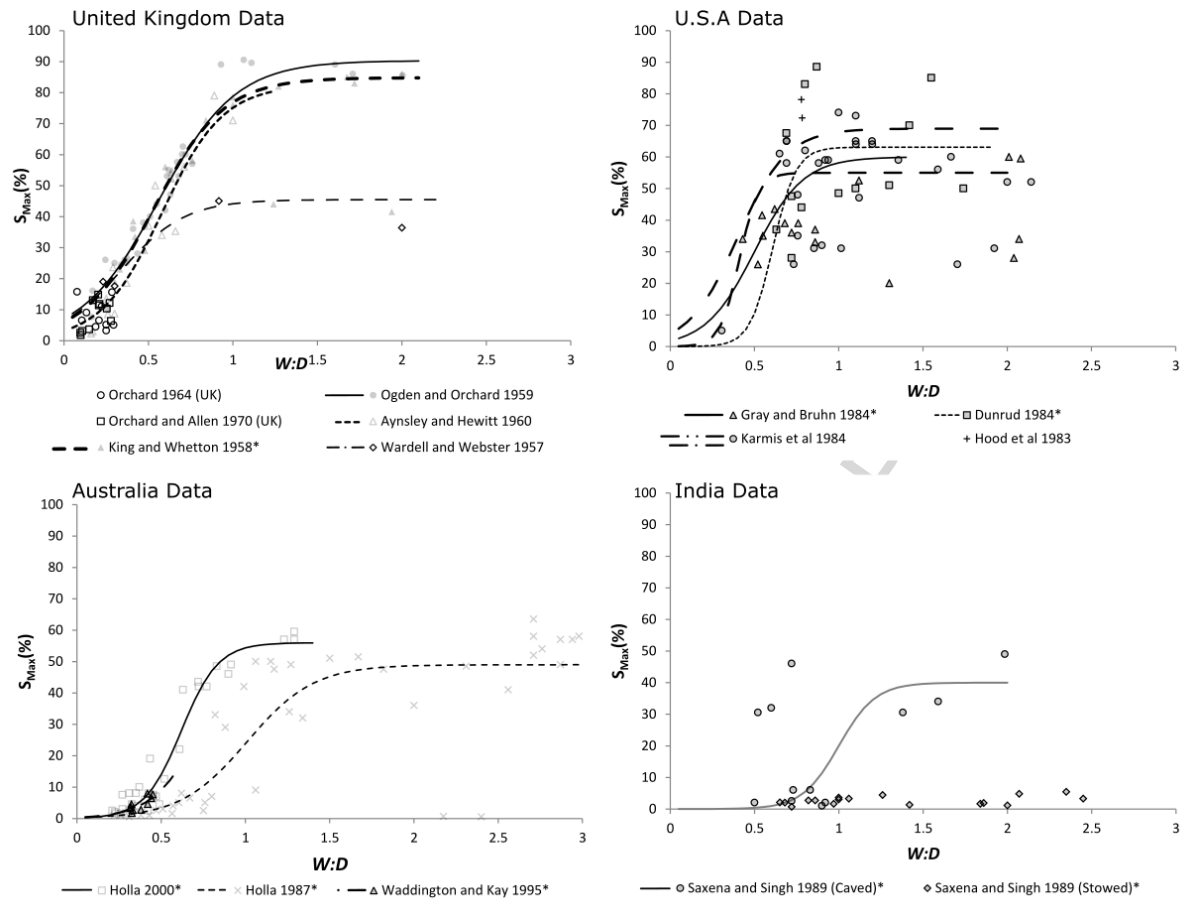 United Kingdom Data
100
90
80
70
60
50
40
30
20
10
0
S_Max(%)
0 0.5 1 1.5 2 2.5 3
W:D
Orchard 1964 (UK) Ogden and Orchard 1959
Orchard and Allen 1970 (UK) Aynsley and Hewitt 1960
King and Whetton 1958* Wardell and Webster 1957
U.S.A Data
100
90
80
70
60
50
40
30
20
10
0
S_Max(%)
0 0.5 1 1.5 2 2.5 3
W:D
Gray and Bruhn 1984* Dunrud 1984*
Karmis et al 1984 Hood et al 1983
Australia Data
100
90
80
70
60
50
40
30
20
10
0
S_Max(%)
0 0.5 1 1.5 2 2.5 3
W:D
Holla 2000* Holla 1987* Waddington and Kay 1995*
India Data
100
90
80
70
60
50
40
30
20
10
0
S_Max(%)
0 0.5 1 1.5 2 2.5 3
W:D
Saxena and Singh 1989 (Caved)* Saxena and Singh 1989 (Stowed)*